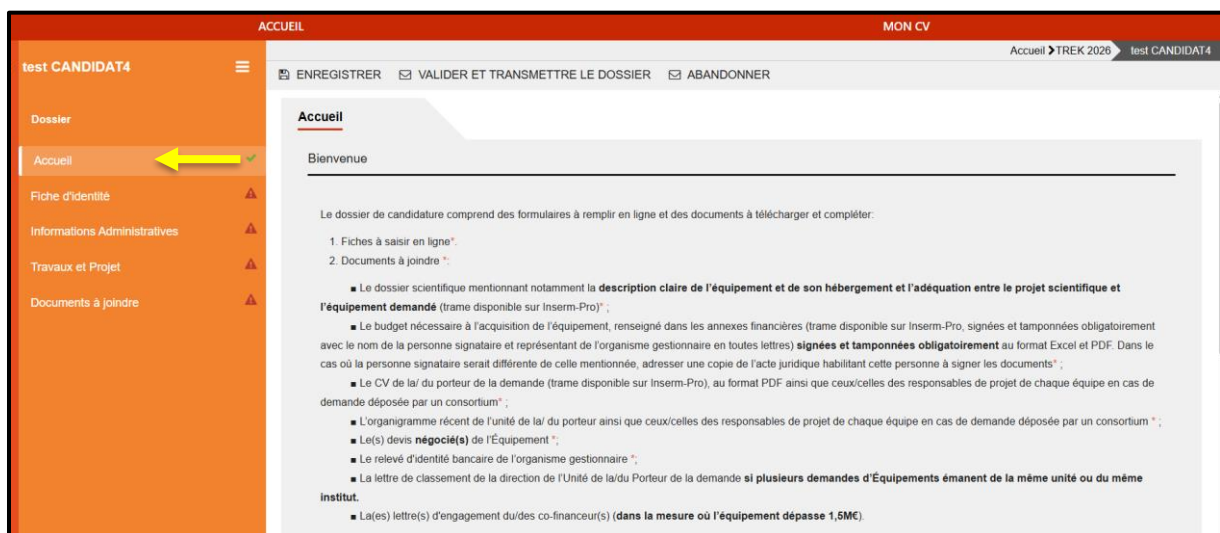 ACCUEIL
MON CV
test CANDIDAT4
Accueil TREK 2026 test CANDIDAT4
ENREGISTRER VALIDER ET TRANSMETTRE LE DOSSIER ABANDONNER
Dossier
Accueil
Fiche d'identité
Informations Administratives
Travaux et Projet
Documents à joindre
Accueil
Bienvenue
Le dossier de candidature comprend des formulaires à remplir en ligne et des documents à télécharger et compléter:
1. Fiches à saisir en ligne*.
2. Documents à joindre *:
■ Le dossier scientifique mentionnant notamment la description claire de l'équipement et de son hébergement et l'adéquation entre le projet scientifique et
l'équipement demandé (trame disponible sur Inserm-Pro)* ;
■ Le budget nécessaire à l'acquisition de l'équipement, renseigné dans les annexes financières (trame disponible sur Inserm-Pro, signées et tamponnées obligatoirement
avec le nom de la personne signataire et représentant de l'organisme gestionnaire en toutes lettres) signées et tamponnées obligatoirement au format Excel et PDF. Dans le
cas où la personne signataire serait différente de celle mentionnée, adresser une copie de l'acte juridique habilitant cette personne à signer les documents* ;
■ Le CV de la/ du porteur de la demande (trame disponible sur Inserm-Pro), au format PDF ainsi que ceux/celles des responsables de projet de chaque équipe en cas de
demande déposée par un consortium* ;
■ L'organigramme récent de l'unité de la/ du porteur ainsi que ceux/celles des responsables de projet de chaque équipe en cas de demande déposée par un consortium * ;
■ Le(s) devis négocié(s) de l'Équipement *;
■ Le relevé d'identité bancaire de l'organisme gestionnaire *;
■ La lettre de classement de la direction de l'Unité de la/du Porteur de la demande si plusieurs demandes d'Équipements émanent de la même unité ou du même
institut.
■ La(es) lettre(s) d'engagement du/des co-financeur(s) (dans la mesure où l'équipement dépasse 1,5M€).